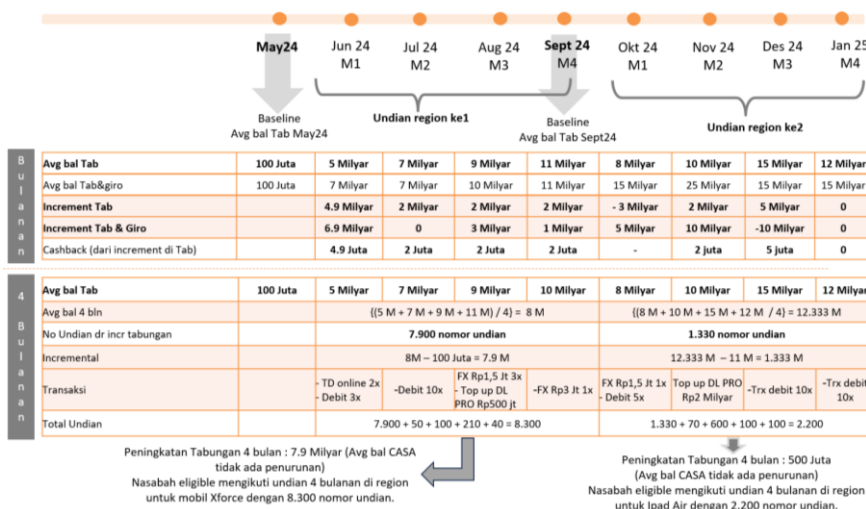 May24 Jun 24 Jul 24 Aug 24 Sept 24 Okt 24 Nov 24 Des 24 Jan 25
M1 M2 M3 M4 M1 M2 M3 M4
Baseline
Avg bal Tab May24
Undian region ke1
Baseline
Avg bal Tab Sept24
Undian region ke2
Bulanan
Avg bal Tab 100 Juta 5 Milyar 7 Milyar 9 Milyar 11 Milyar 8 Milyar 10 Milyar 15 Milyar 12 Milyar
Avg bal Tab&giro 100 Juta 7 Milyar 7 Milyar 10 Milyar 11 Milyar 15 Milyar 25 Milyar 15 Milyar 15 Milyar
Increment Tab 4.9 Milyar 2 Milyar 2 Milyar 2 Milyar - 3 Milyar 2 Milyar 5 Milyar 0
Increment Tab & Giro 6.9 Milyar 0 3 Milyar 1 Milyar 5 Milyar 10 Milyar -10 Milyar 0
Cashback (dari increment di Tab) 4.9 Juta 2 Juta 2 Juta 2 Juta - 2 juta 5 juta 0
4 Bulanan
Avg bal Tab 100 Juta 5 Milyar 7 Milyar 9 Milyar 10 Milyar 8 Milyar 10 Milyar 15 Milyar 12 Milyar
Avg bal 4 bln {(5 M + 7 M + 9 M + 11 M) / 4} = 8 M {(8 M + 10 M + 15 M + 12 M / 4)} = 12.333 M
No Undian dr incr tabungan 7.900 nomor undian 1.330 nomor undian
Incremental 8M – 100 Juta = 7.9 M 12.333 M – 11 M = 1.333 M
Transaksi
- TD online 2x
- Debit 3x
-Debit 10x
FX Rp1,5 Jt 3x
- Top up DL
PRO Rp500 jt
-FX Rp3 Jt 1x
FX Rp1,5 Jt 1x
- Debit 5x
Top up DL PRO
Rp2 Milyar
-Trx debit 10x
-Trx debit
10x
Total Undian 7.900 + 50 + 100 + 210 + 40 = 8.300 1.330 + 70 + 600 + 100 + 100 = 2.200
Peningkatan Tabungan 4 bulan : 7.9 Milyar (Avg bal CASA
tidak ada penurunan)
Nasabah eligible mengikuti undian 4 bulanan di region
untuk mobil Xforce dengan 8.300 nomor undian.
Peningkatan Tabungan 4 bulan : 500 Juta
(Avg bal CASA tidak ada penurunan)
Nasabah eligible mengikuti undian 4 bulanan di region
untuk Ipad Air dengan 2.200 nomor undian.